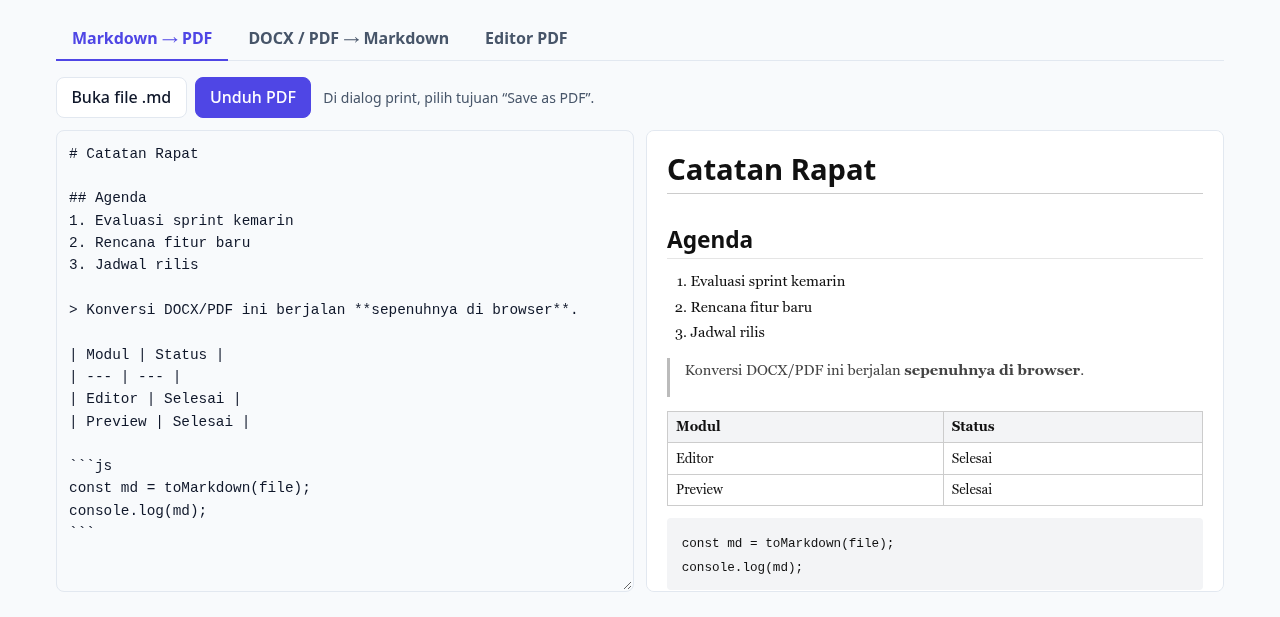 Markdown → PDF
DOCX / PDF → Markdown
Editor PDF
Buka file .md
Unduh PDF
Di dialog print, pilih tujuan “Save as PDF”.
# Catatan Rapat
## Agenda
1. Evaluasi sprint kemarin
2. Rencana fitur baru
3. Jadwal rilis
> Konversi DOCX/PDF ini berjalan **sepenuhnya di browser**.
| Modul | Status |
| --- | --- |
| Editor | Selesai |
| Preview | Selesai |
```js
const md = toMarkdown(file);
console.log(md);
```
Catatan Rapat
Agenda
1. Evaluasi sprint kemarin
2. Rencana fitur baru
3. Jadwal rilis
Konversi DOCX/PDF ini berjalan sepenuhnya di browser.
Modul Status
Editor Selesai
Preview Selesai
const md = toMarkdown(file);
console.log(md);